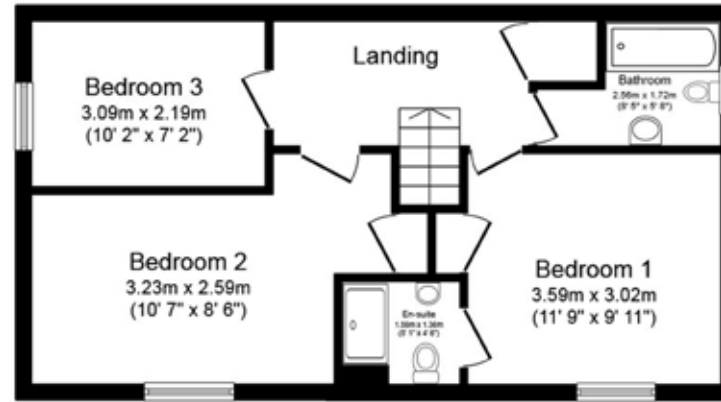 Landing
Bedroom 3
3.09m x 2.19m
(10' 2" x 7' 2")
Bathroom
2.56m x 1.72m
(8' 5" x 5' 8")
Bedroom 2
3.23m x 2.59m
(10' 7" x 8' 6")
En-suite
Bedroom 1
3.59m x 3.02m
(11' 9" x 9' 11")